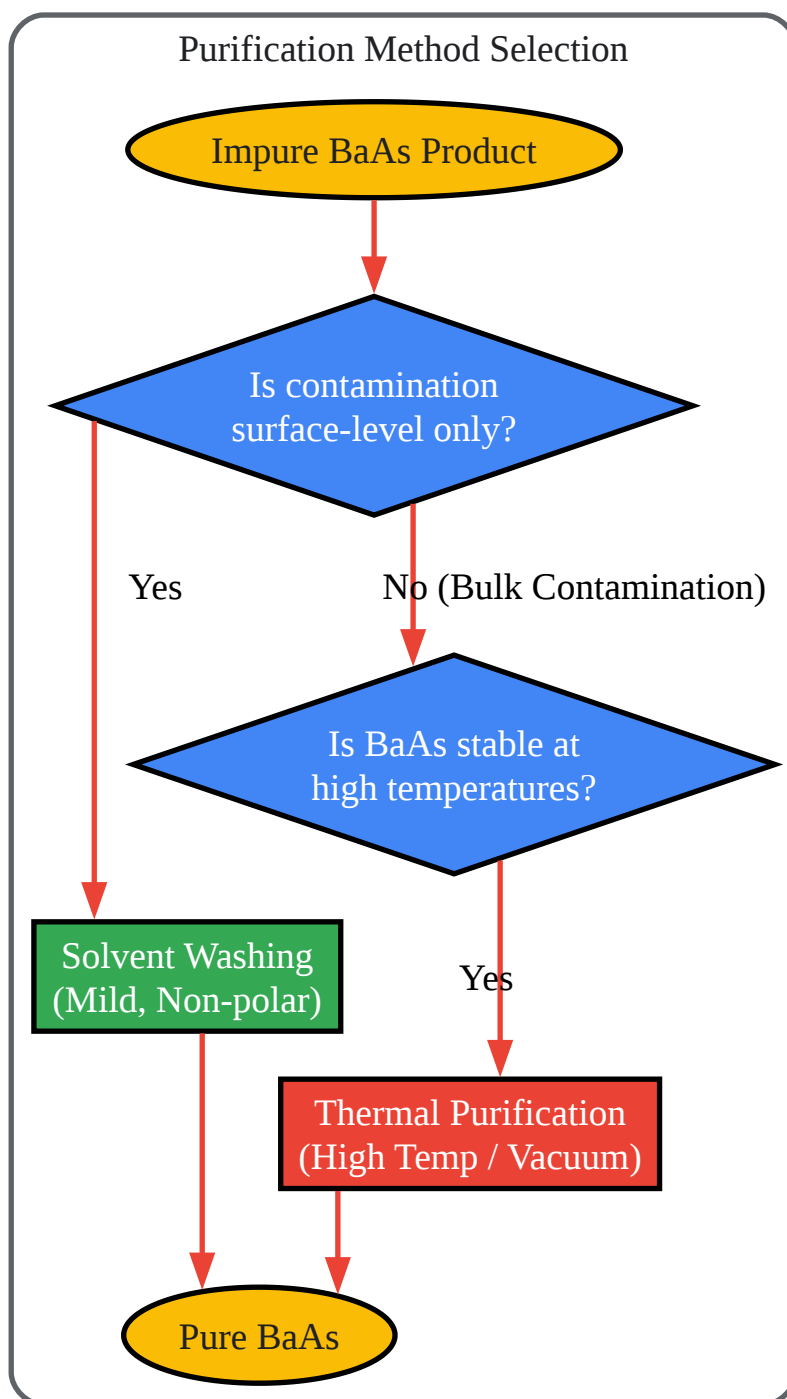 Purification Method Selection
Impure BaAs Product
Is contamination
surface-level only?
Yes
No (Bulk Contamination)
Is BaAs stable at
high temperatures?
Solvent Washing
(Mild, Non-polar)
Yes
Thermal Purification
(High Temp / Vacuum)
Pure BaAs